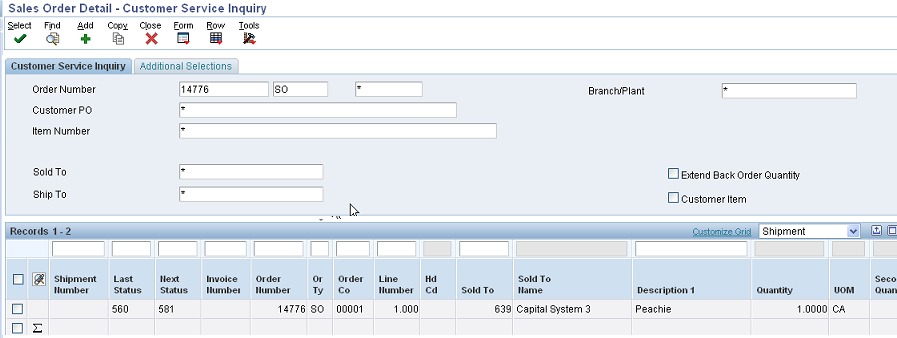 Sales Order Detail - Customer Service Inquiry
Select Find Add Copy Close Form Row Tools
Customer Service Inquiry Additional Selections
Order Number 14776 SO * Branch/Plant *
Customer PO *
Item Number *
Sold To * Extend Back Order Quantity
Ship To * Customer Item
Records 1 - 2 Customize Grid Shipment
Shipment Last Next Invoice Order Or Order Line Hd Sold To Seco
Number Status Status Number Number Ty Co Number Cd Sold To Name Description 1 Quantity UOM Quan
560 581 14776 SO 00001 1.000 639 Capital System 3 Peachie 1.0000 CA
Σ